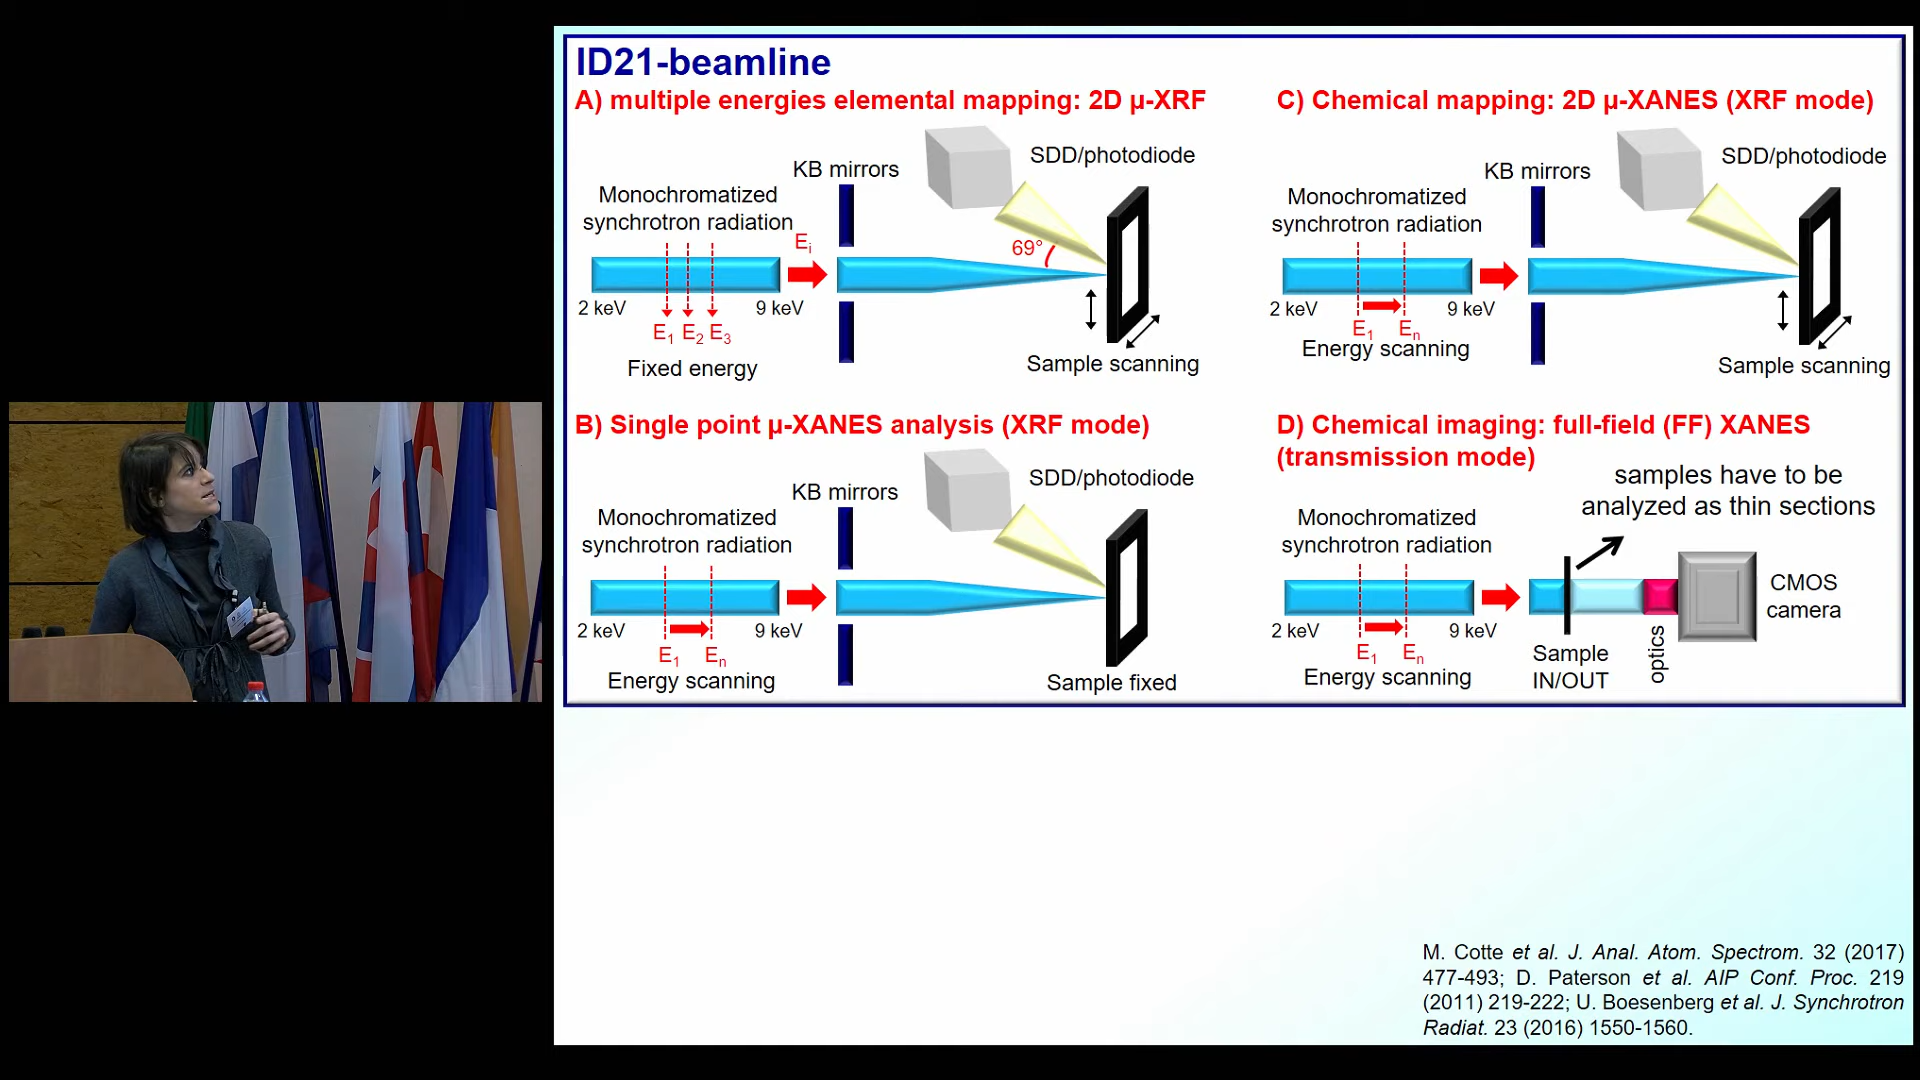 ID21-beamline
A) multiple energies elemental mapping: 2D µ-XRF
KB mirrors
SDD/photodiode
Monochromatized
synchrotron radiation
Ei
69°
2 keV
9 keV
E1 E2 E3
Fixed energy
Sample scanning
C) Chemical mapping: 2D µ-XANES (XRF mode)
KB mirrors
SDD/photodiode
Monochromatized
synchrotron radiation
2 keV
9 keV
E1 En
Energy scanning
Sample scanning
B) Single point µ-XANES analysis (XRF mode)
KB mirrors
SDD/photodiode
Monochromatized
synchrotron radiation
2 keV
9 keV
E1 En
Energy scanning
Sample fixed
D) Chemical imaging: full-field (FF) XANES
(transmission mode)
samples have to be
analyzed as thin sections
Monochromatized
synchrotron radiation
2 keV
9 keV
E1 En
Energy scanning
Sample
IN/OUT
optics
CMOS
camera
M. Cotte et al. J. Anal. Atom. Spectrom. 32 (2017)
477-493; D. Paterson et al. AIP Conf. Proc. 219
(2011) 219-222; U. Boesenberg et al. J. Synchrotron
Radiat. 23 (2016) 1550-1560.